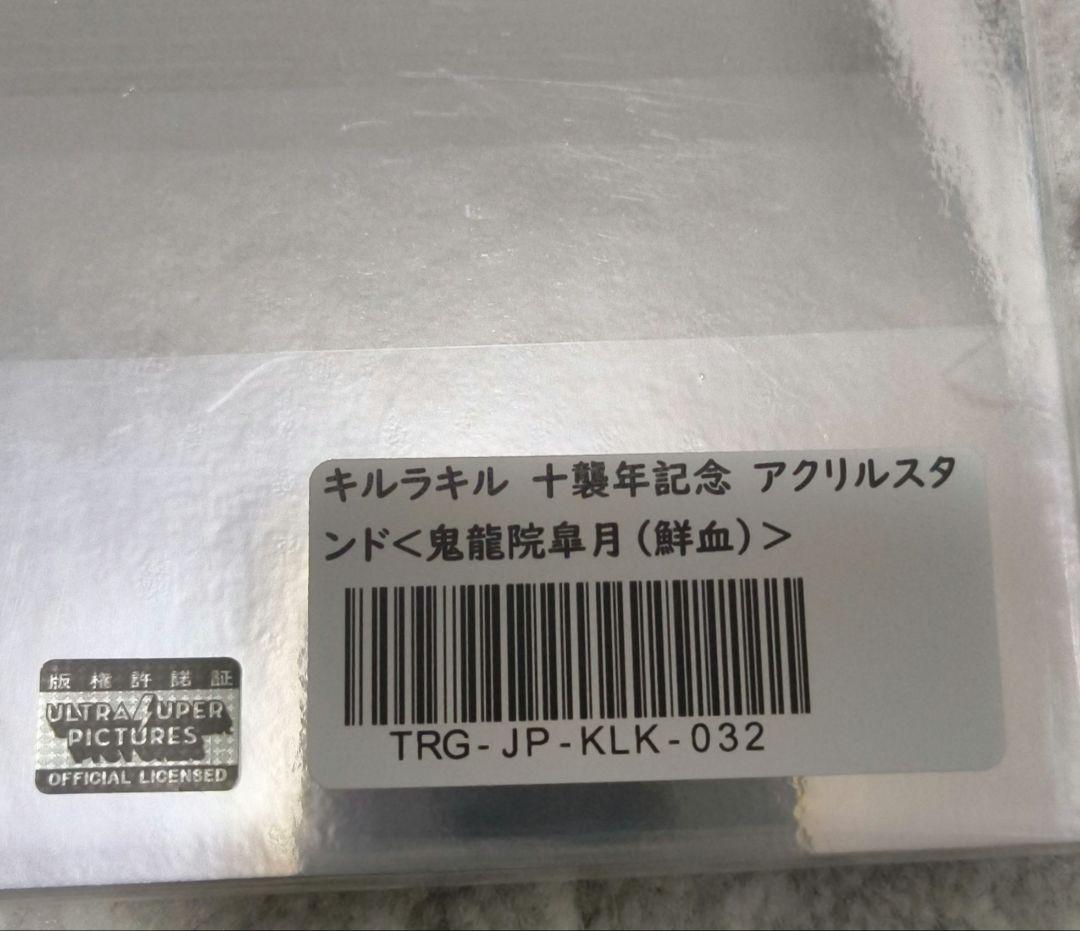 キルラキル 十襲年記念 アクリルスタ
ンド<鬼龍院皐月(鮮血)>
TRG-JP-KLK-032
版権許諾証
ULTRA SUPER
PICTURES
OFFICIAL LICENSED